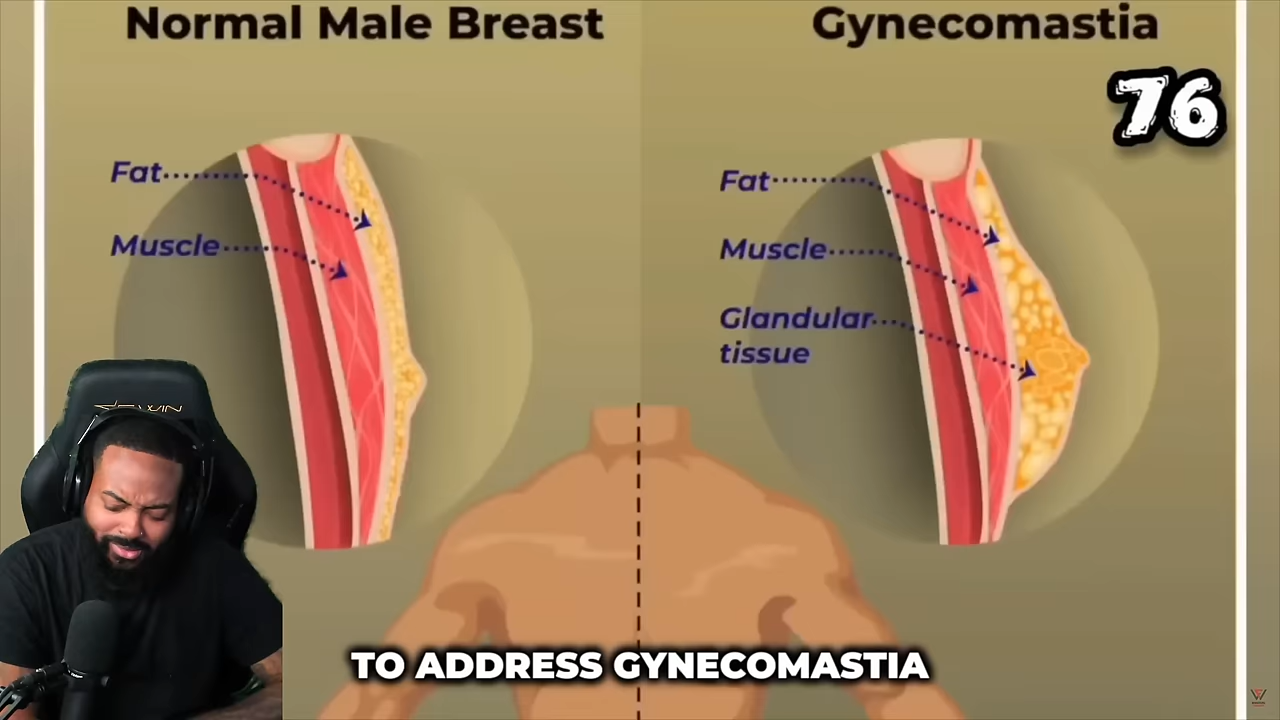 Normal Male Breast
Gynecomastia
76
Fat
Muscle
Fat
Muscle
Glandular
tissue
TO ADDRESS GYNECOMASTIA